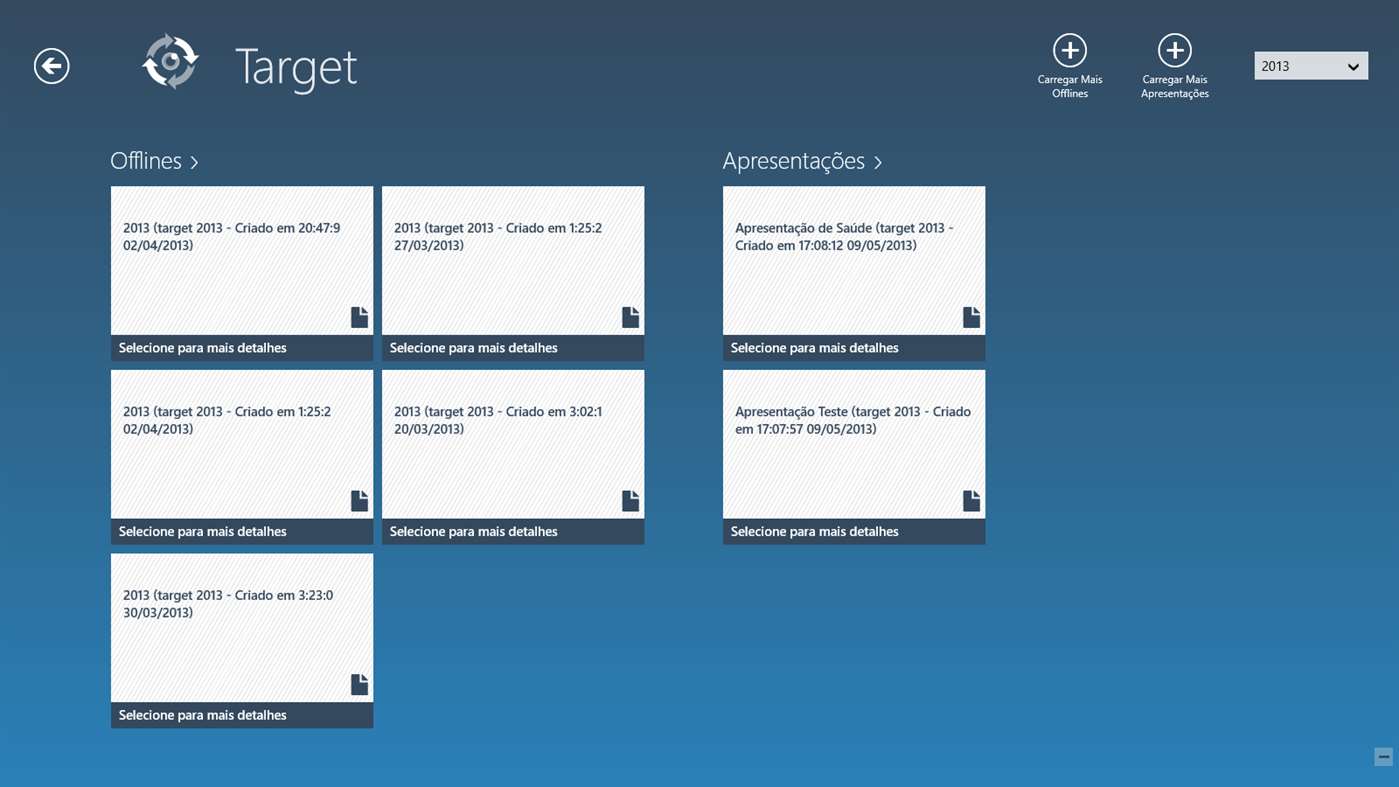 Target
Carregar Mais
Offlines
Carregar Mais
Apresentações
2013
Offlines
2013 (target 2013 - Criado em 20:47:9
02/04/2013)
Selecione para mais detalhes
2013 (target 2013 - Criado em 1:25:2
27/03/2013)
Selecione para mais detalhes
2013 (target 2013 - Criado em 1:25:2
02/04/2013)
Selecione para mais detalhes
2013 (target 2013 - Criado em 3:02:1
20/03/2013)
Selecione para mais detalhes
2013 (target 2013 - Criado em 3:23:0
30/03/2013)
Selecione para mais detalhes
Apresentações
Apresentação de Saúde (target 2013 -
Criado em 17:08:12 09/05/2013)
Selecione para mais detalhes
Apresentação Teste (target 2013 - Criado
em 17:07:57 09/05/2013)
Selecione para mais detalhes